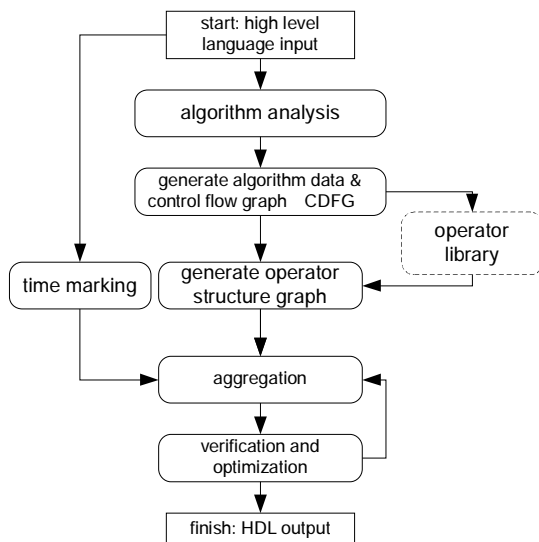 start: high level
language input
algorithm analysis
generate algorithm data &
control flow graph CDFG
operator
library
time marking
generate operator
structure graph
aggregation
verification and
optimization
finish: HDL output